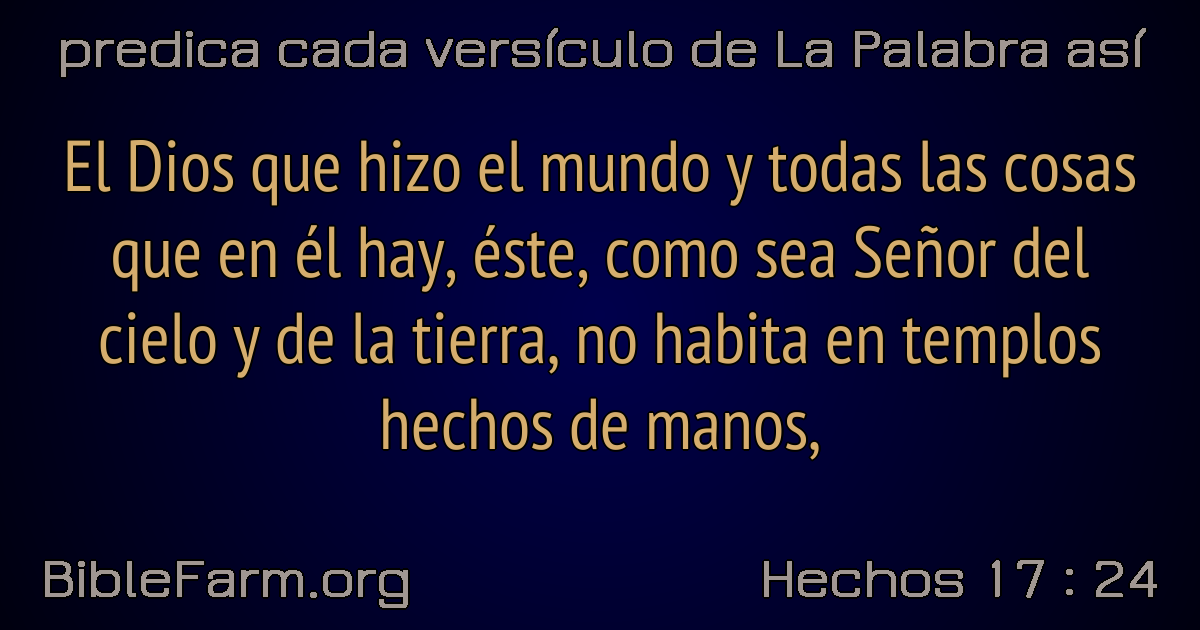 predica cada versículo de La Palabra así
El Dios que hizo el mundo y todas las cosas
que en él hay, éste, como sea Señor del
cielo y de la tierra, no habita en templos
hechos de manos,
BibleFarm.org
Hechos 17 : 24